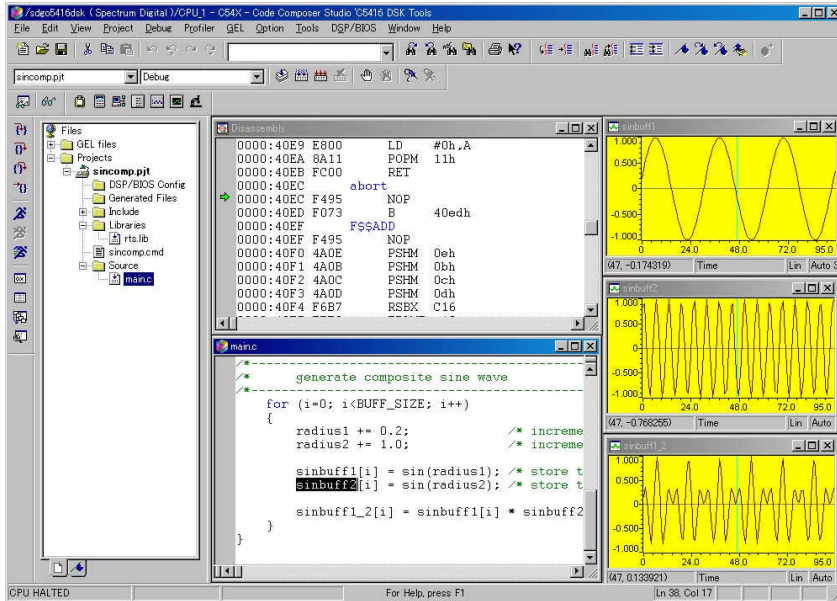 /sdgo5416dsk ( Spectrum Digital )/CPU_1 - C54X - Code Composer Studio 'C5416 DSK Tools
File Edit View Project Debug Profiler GEL Option Tools DSP/BIOS Window Help
sincomp.pjt Debug
Files
GEL files
Projects
sincomp.pjt
DSP/BIOS Config
Generated Files
Include
Libraries
rts.lib
sincomp.cmd
Source
main.c
Disassembly
0000:40E9 E800 LD #0h,A
0000:40EA 8A11 POPM 11h
0000:40EB FC00 RET
0000:40EC abort
0000:40EC F495 NOP
0000:40ED F073 B 40edh
0000:40EF F$$ADD
0000:40EF F495 NOP
0000:40F0 4A0E PSHM 0eh
0000:40F1 4A0B PSHM 0bh
0000:40F2 4A0C PSHM 0ch
0000:40F3 4A0D PSHM 0dh
0000:40F4 F6B7 RSBX C16
main.c
/*----------------------------------
/* generate composite sine wave
/*----------------------------------
for (i=0; i<BUFF_SIZE; i++)
{
radius1 += 0.2; /* increme
radius2 += 1.0; /* increme
sinbuff1[i] = sin(radius1); /* store t
sinbuff2[i] = sin(radius2); /* store t
sinbuff1_2[i] = sinbuff1[i] * sinbuff2
}
}
sinbuff1
1.000
0.500
0
-0.500
-1.000
0 24.0 48.0 72.0 95.0
(47, -0.174319) Time Lin Auto S
sinbuff2
1.000
0.500
0
-0.500
-1.000
0 24.0 48.0 72.0 95.0
(47, -0.768255) Time Lin Auto
sinbuff1_2
1.000
0.500
0
-0.500
-1.000
0 24.0 48.0 72.0 95.0
(47, 0.133921) Time Lin Auto
CPU HALTED For Help, press F1 Ln 38, Col 17